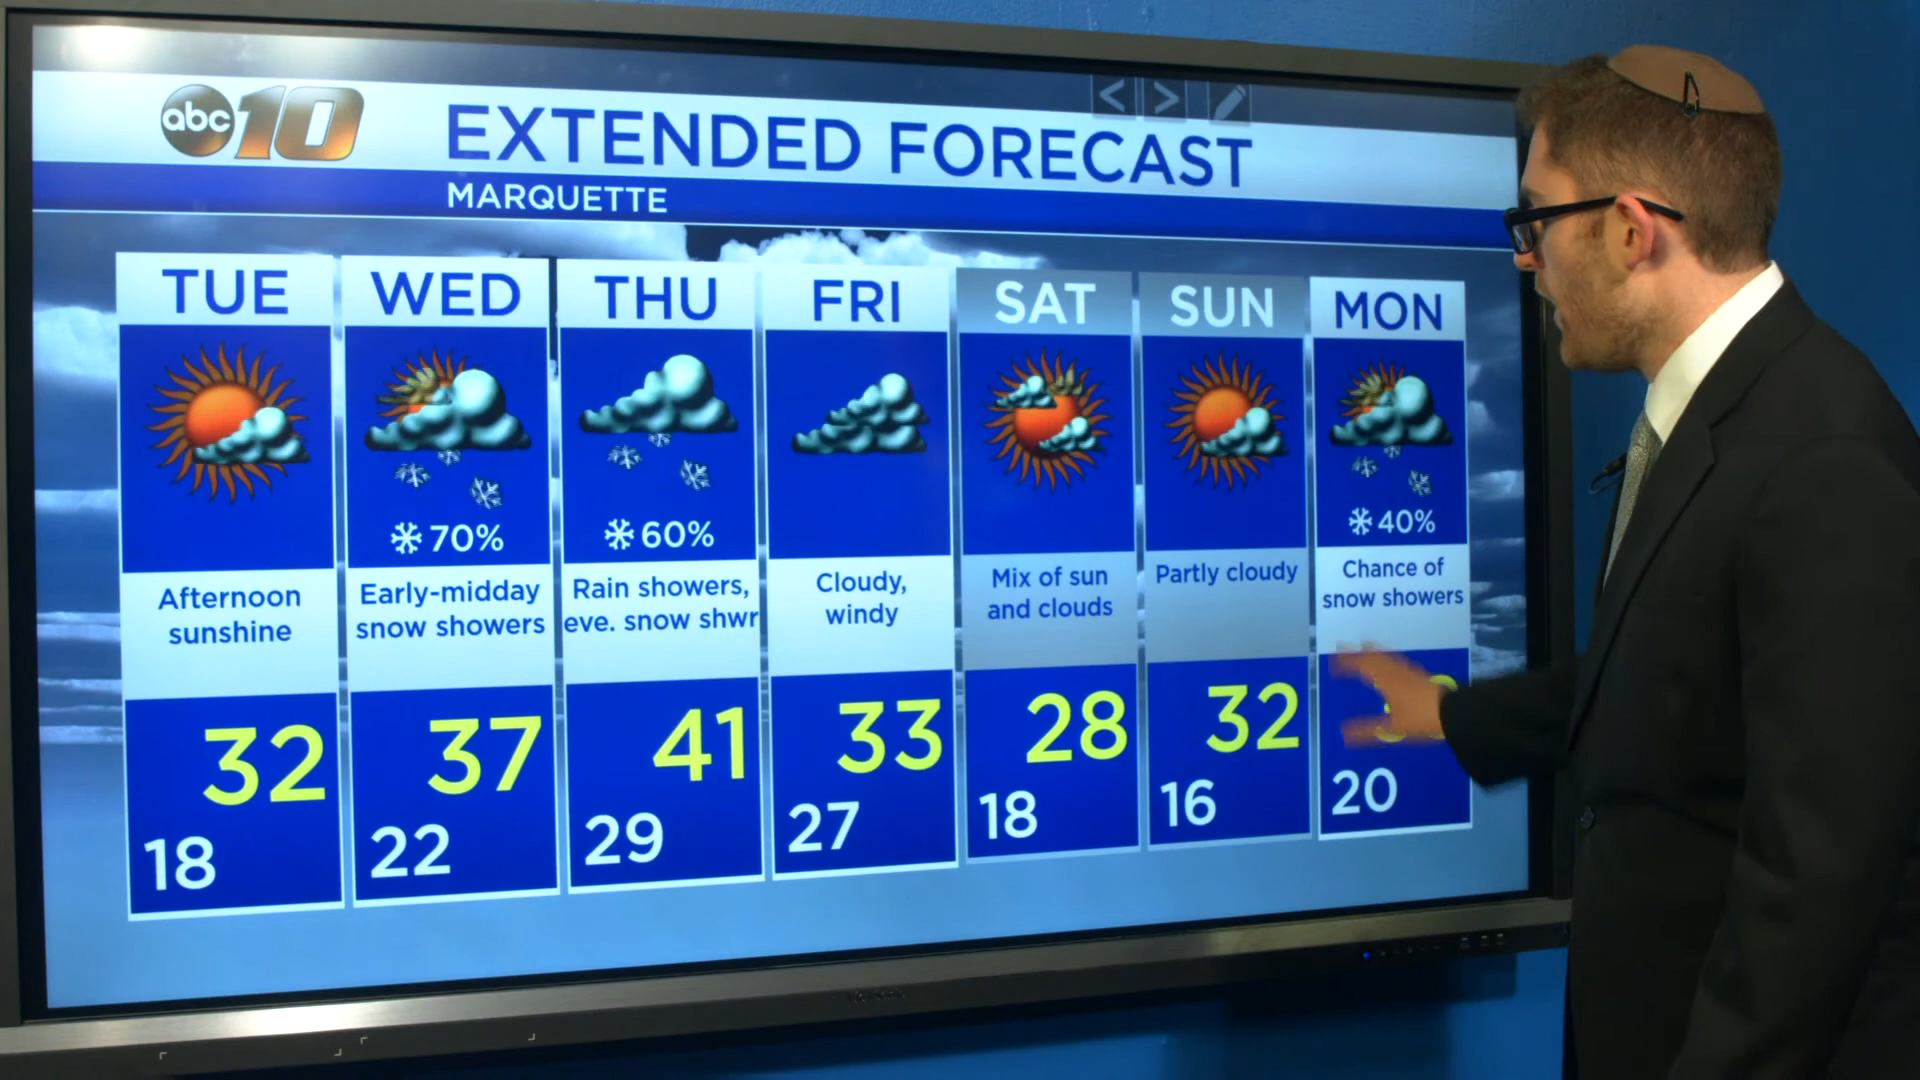 abc 10
EXTENDED FORECAST
MARQUETTE
TUE
WED
THU
FRI
SAT
SUN
MON
70%
60%
40%
Afternoon
sunshine
Early-midday
snow showers
Rain showers,
eve. snow shwr
Cloudy,
windy
Mix of sun
and clouds
Partly cloudy
Chance of
snow showers
32
37
41
33
28
32
18
22
29
27
18
16
20